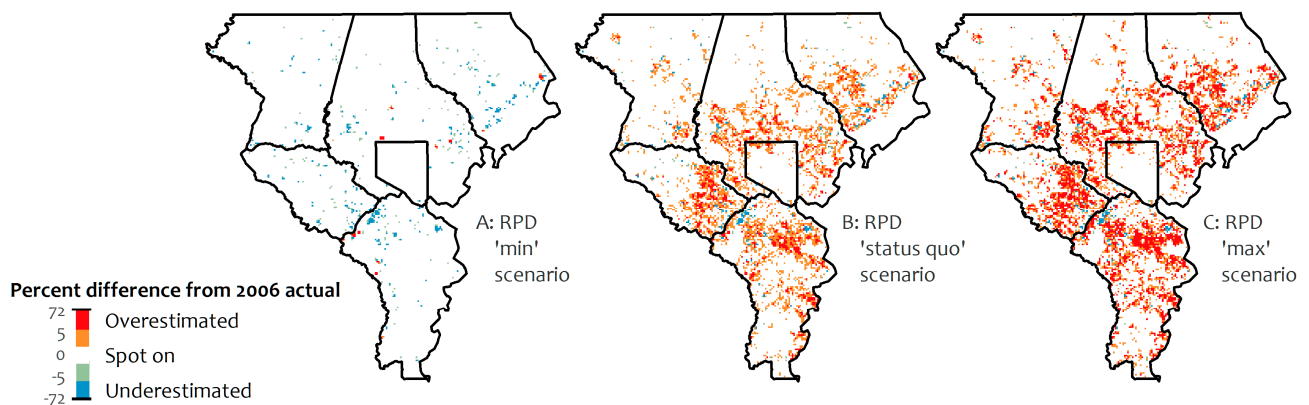 A: RPD
'min'
scenario
B: RPD
'status quo'
scenario
C: RPD
'max'
scenario
Percent difference from 2006 actual
72
Overestimated
5
0
Spot on
-5
Underestimated
-72